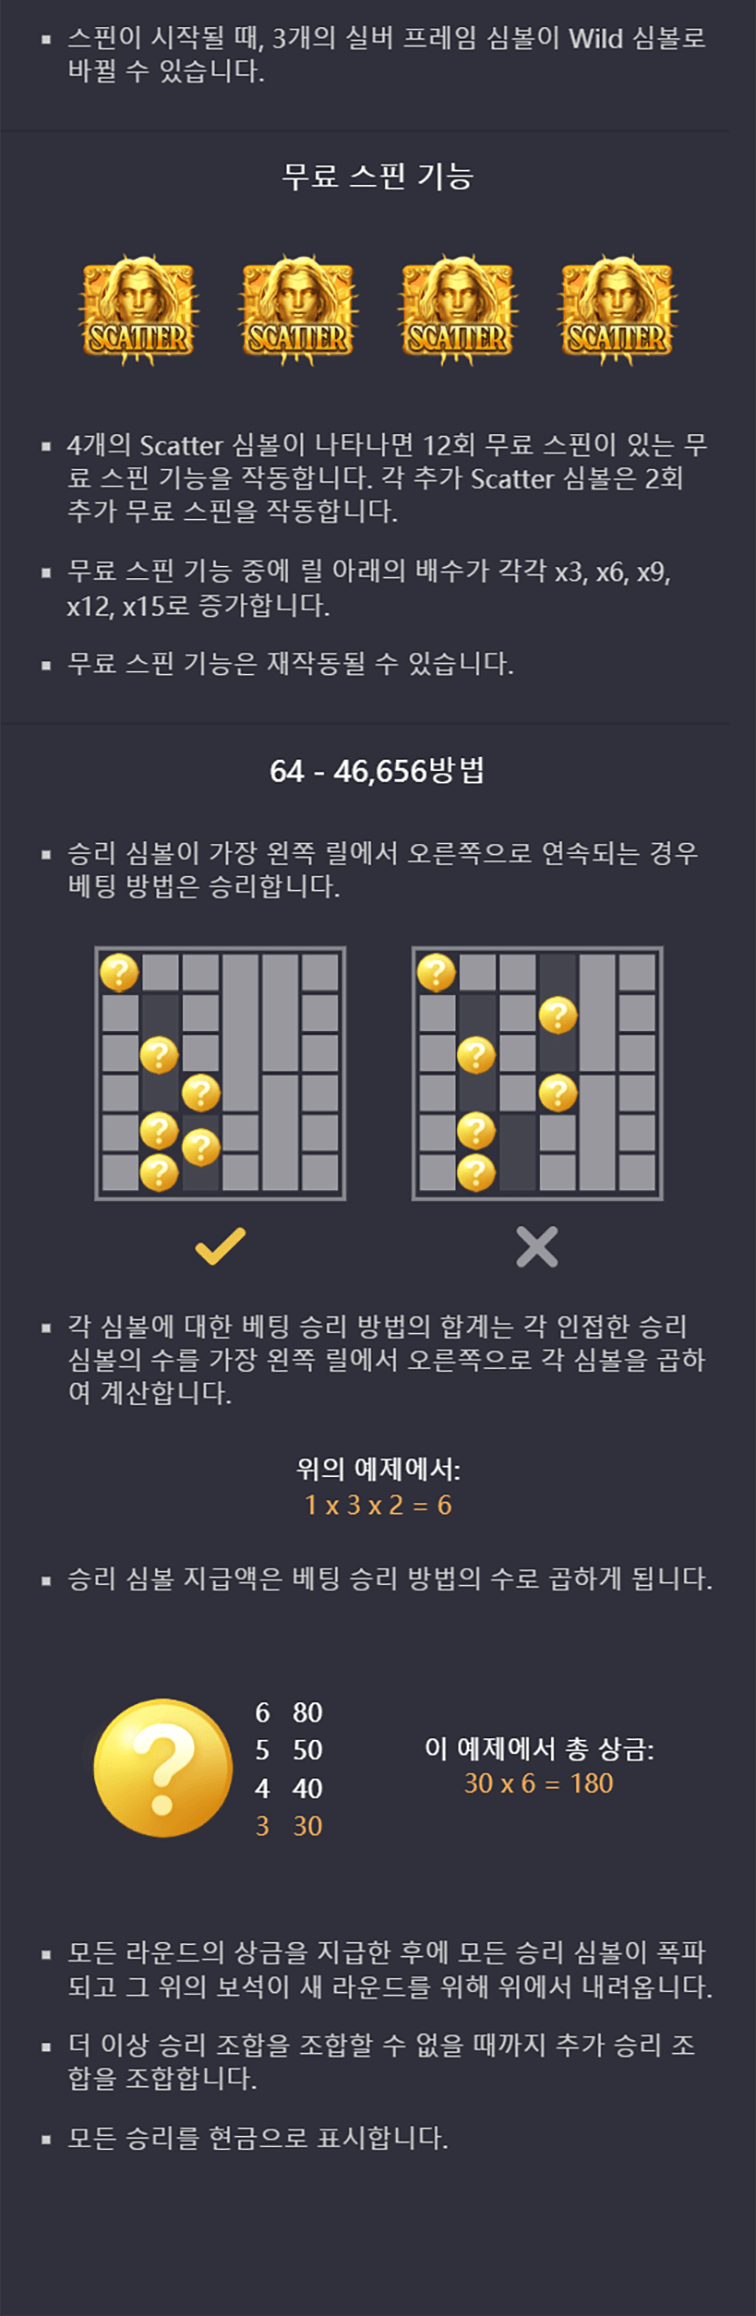 스핀이 시작될 때, 3개의 실버 프레임 심볼이 Wild 심볼로
바뀔 수 있습니다.
무료 스핀 기능
SCATTER SCATTER SCATTER SCATTER
4개의 Scatter 심볼이 나타나면 12회 무료 스핀이 있는 무
료 스핀 기능을 작동합니다. 각 추가 Scatter 심볼은 2회
추가 무료 스핀을 작동합니다.
무료 스핀 기능 중에 릴 아래의 배수가 각각 x3, x6, x9,
x12, x15로 증가합니다.
무료 스핀 기능은 재작동될 수 있습니다.
64 - 46,656방법
승리 심볼이 가장 왼쪽 릴에서 오른쪽으로 연속되는 경우
베팅 방법은 승리합니다.
? ?
?
? ?
? ?
? ? ?
?
? ?
각 심볼에 대한 베팅 승리 방법의 합계는 각 인접한 승리
심볼의 수를 가장 왼쪽 릴에서 오른쪽으로 각 심볼을 곱하
여 계산합니다.
위의 예제에서:
1 x 3 x 2 = 6
승리 심볼 지급액은 베팅 승리 방법의 수로 곱하게 됩니다.
?
6 80
5 50
4 40
3 30
이 예제에서 총 상금:
30 x 6 = 180
모든 라운드의 상금을 지급한 후에 모든 승리 심볼이 폭파
되고 그 위의 보석이 새 라운드를 위해 위에서 내려옵니다.
더 이상 승리 조합을 조합할 수 없을 때까지 추가 승리 조
합을 조합합니다.
모든 승리를 현금으로 표시합니다.